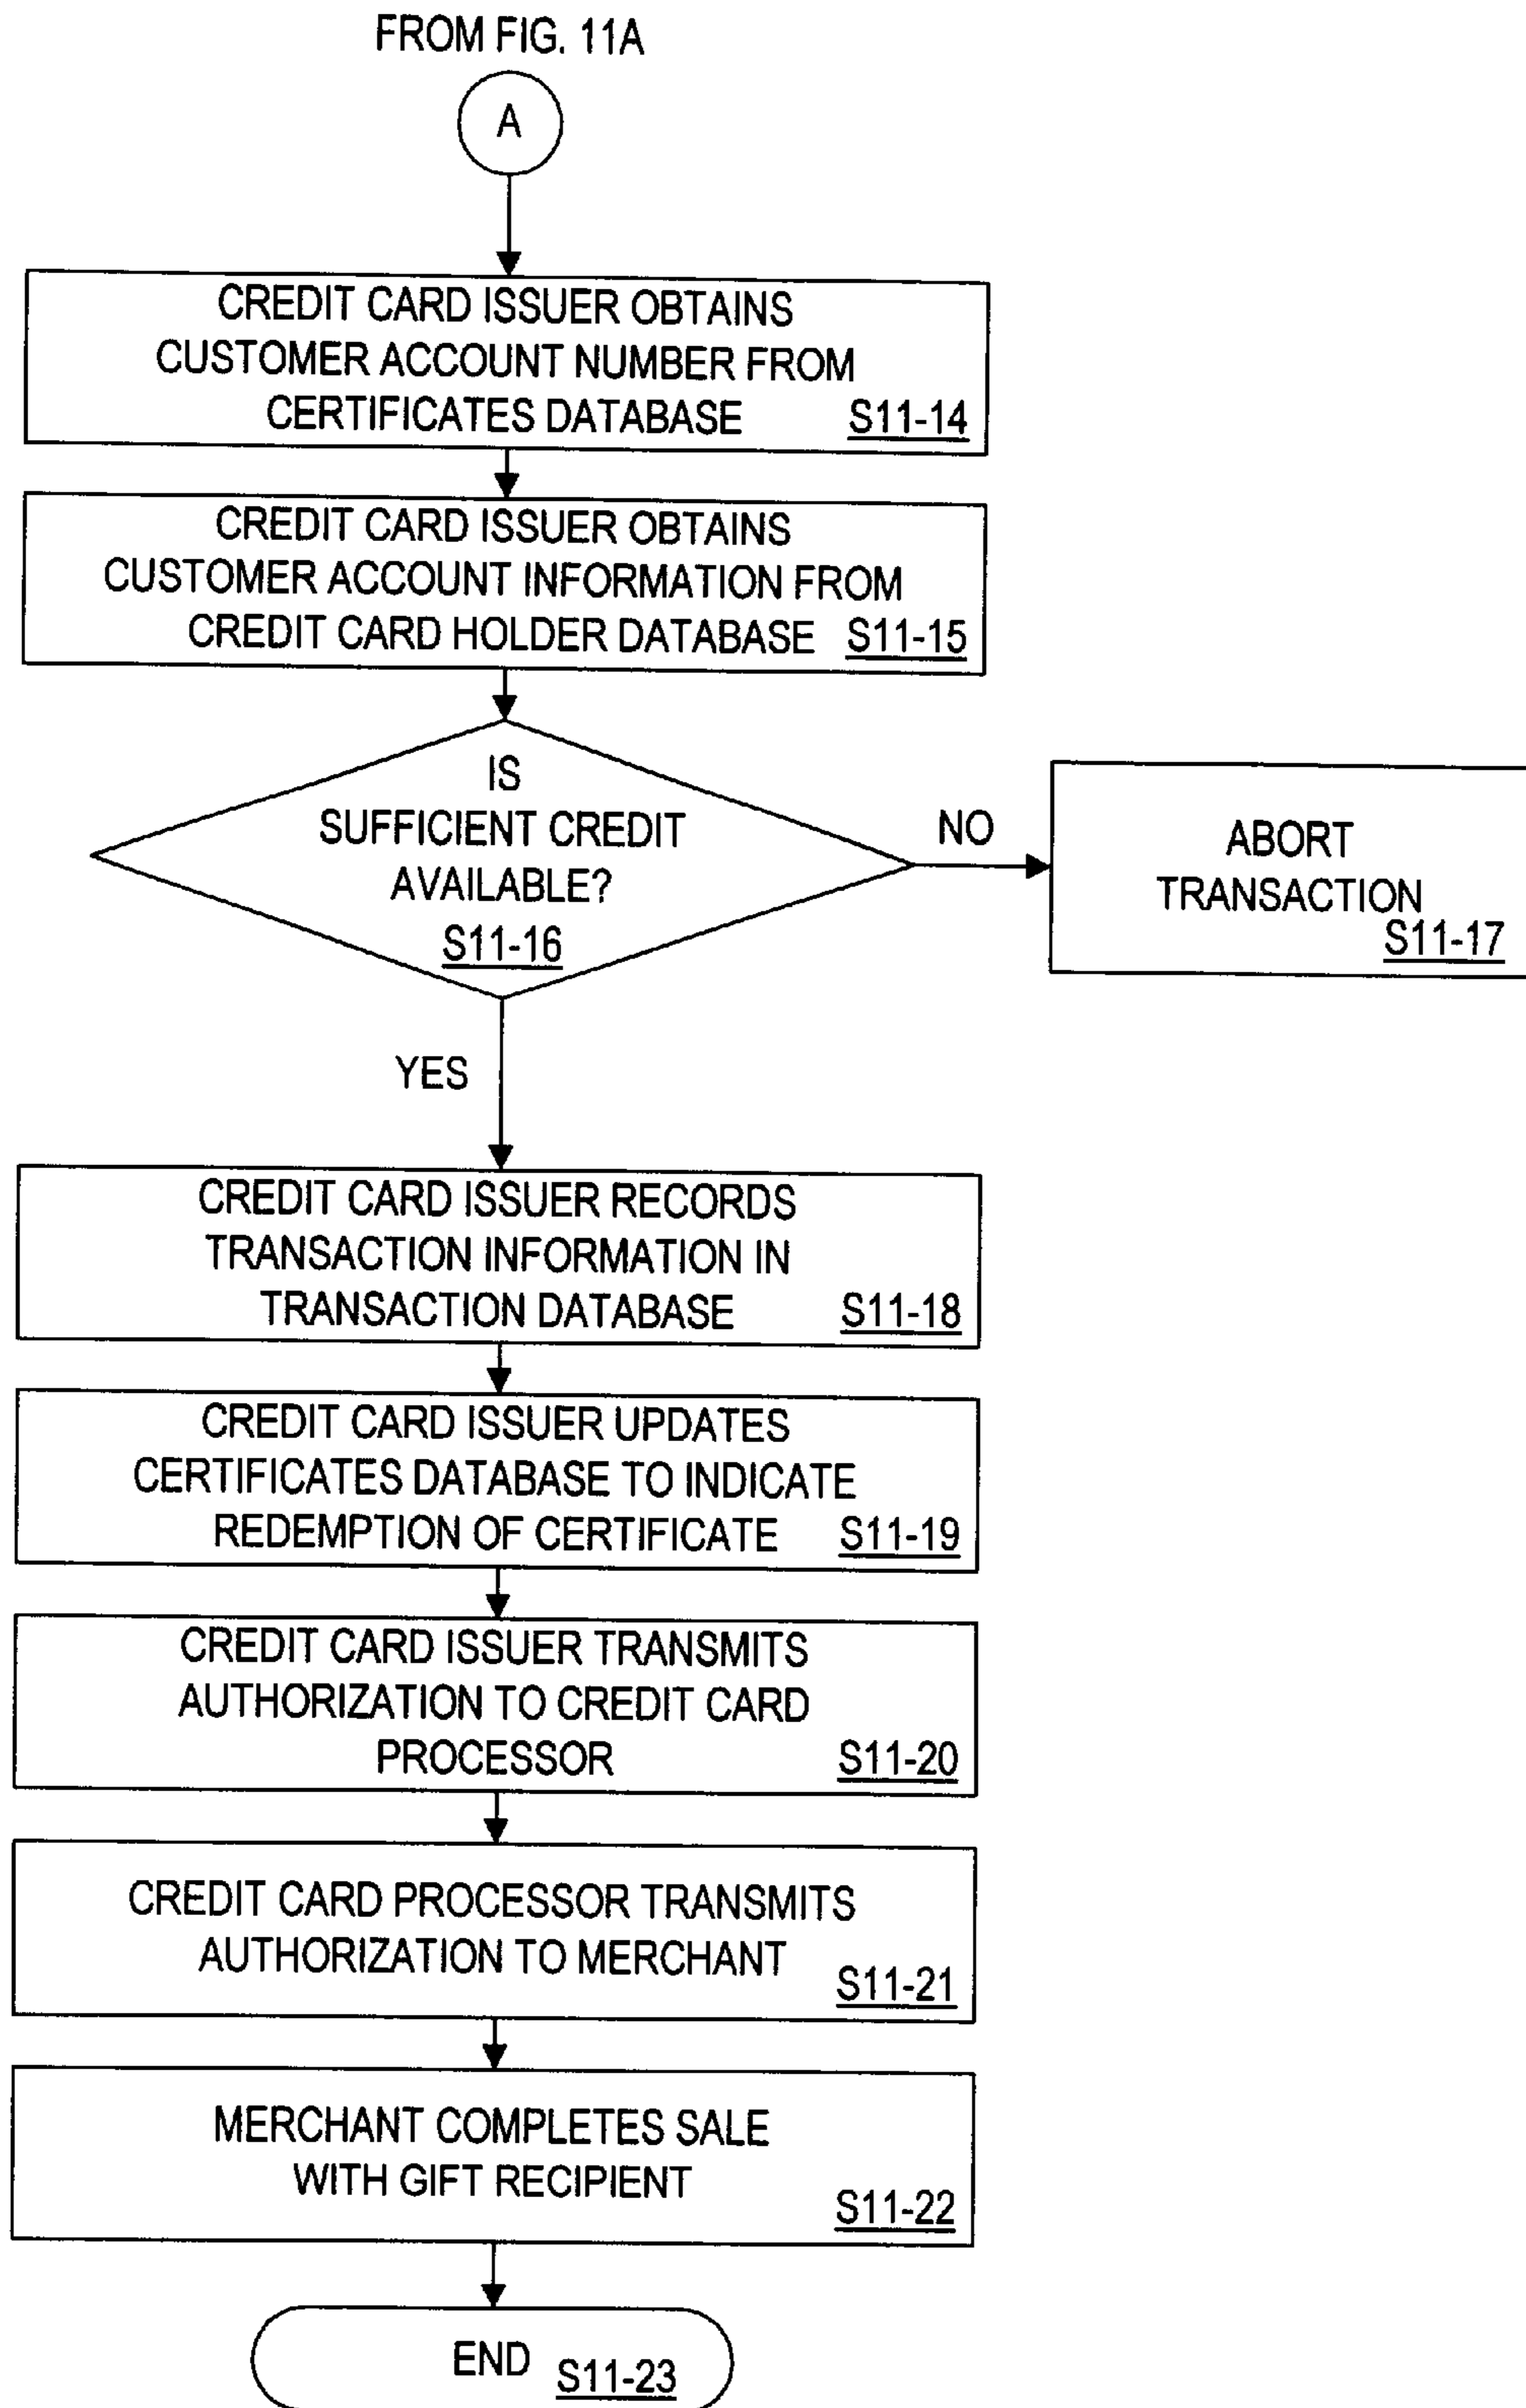 FROM FIG. 11A
A
CREDIT CARD ISSUER OBTAINS
CUSTOMER ACCOUNT NUMBER FROM
CERTIFICATES DATABASE S11-14
CREDIT CARD ISSUER OBTAINS
CUSTOMER ACCOUNT INFORMATION FROM
CREDIT CARD HOLDER DATABASE S11-15
IS
SUFFICIENT CREDIT
AVAILABLE?
S11-16
NO
ABORT
TRANSACTION
S11-17
YES
CREDIT CARD ISSUER RECORDS
TRANSACTION INFORMATION IN
TRANSACTION DATABASE S11-18
CREDIT CARD ISSUER UPDATES
CERTIFICATES DATABASE TO INDICATE
REDEMPTION OF CERTIFICATE S11-19
CREDIT CARD ISSUER TRANSMITS
AUTHORIZATION TO CREDIT CARD
PROCESSOR S11-20
CREDIT CARD PROCESSOR TRANSMITS
AUTHORIZATION TO MERCHANT
S11-21
MERCHANT COMPLETES SALE
WITH GIFT RECIPIENT
S11-22
END S11-23